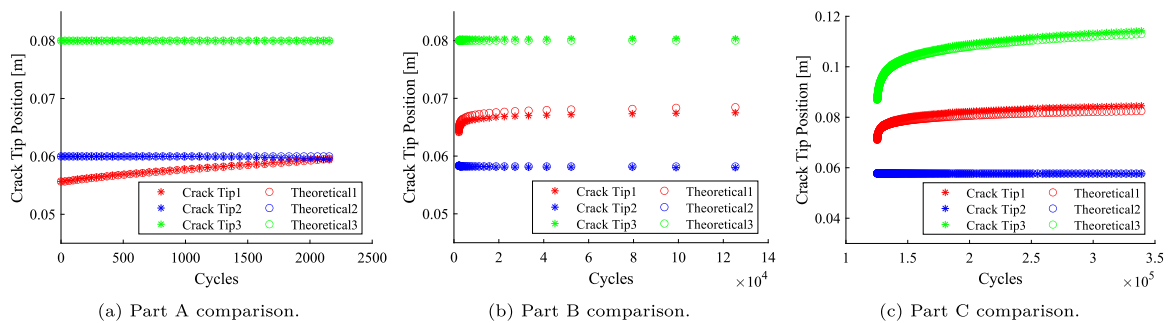 Crack Tip Position [m]
0.08
0.07
0.06
0.05
0
500
1000
1500
2000
2500
Cycles
Crack Tip1
Theoretical1
Crack Tip2
Theoretical2
Crack Tip3
Theoretical3
(a) Part A comparison.
Crack Tip Position [m]
0.08
0.07
0.06
0.05
0
2
4
6
8
10
12
14
×10⁴
Cycles
Crack Tip1
Theoretical1
Crack Tip2
Theoretical2
Crack Tip3
Theoretical3
(b) Part B comparison.
Crack Tip Position [m]
0.12
0.1
0.08
0.06
0.04
1
1.5
2
2.5
3
3.5
×10⁵
Cycles
Crack Tip1
Theoretical1
Crack Tip2
Theoretical2
Crack Tip3
Theoretical3
(c) Part C comparison.